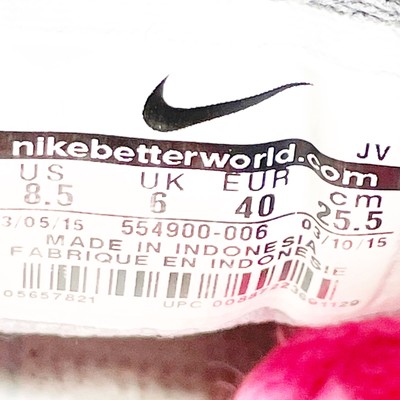 nikebetterworld.com
JV
US UK EUR cm
8.5 6 40 25.5
3/05/15 554900-006 03/10/15
MADE IN INDONESIA
FABRIQUE EN INDONESIE
05657821 UPC